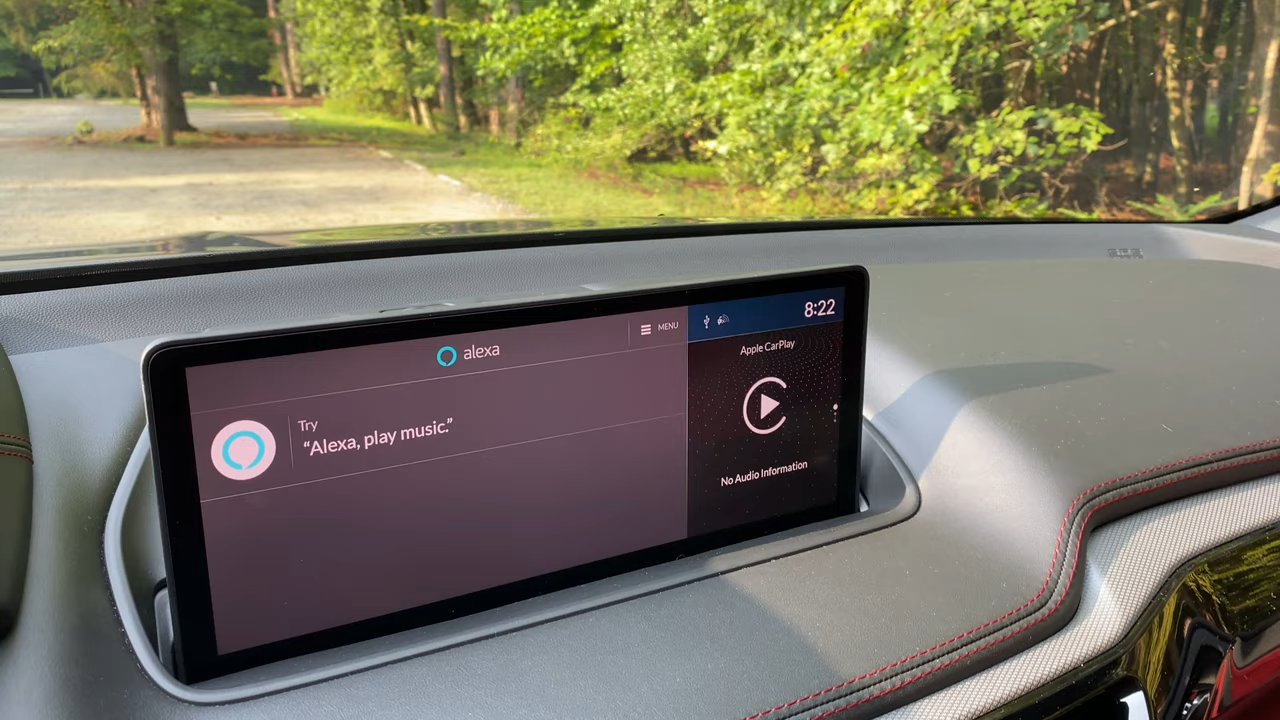 alexa
MENU
Try
“Alexa, play music.”
8:22
Apple CarPlay
No Audio Information